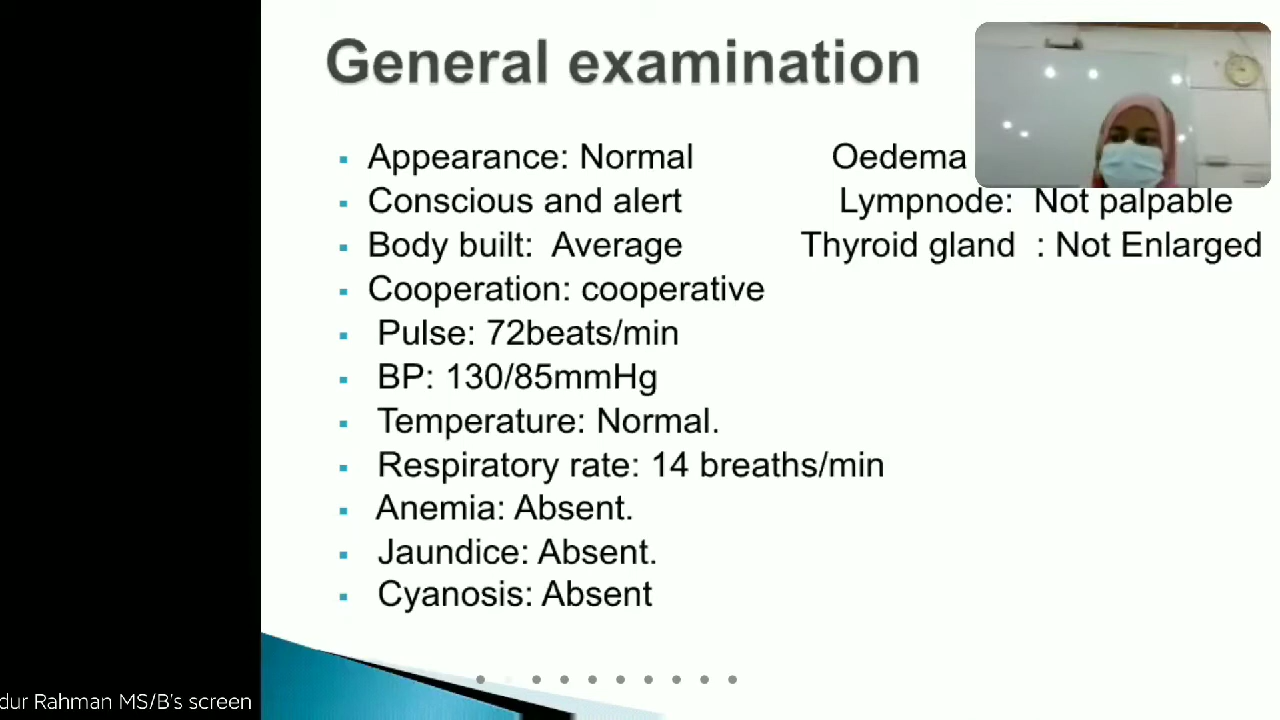 General examination
Appearance: Normal Oedema
Conscious and alert Lympnode: Not palpable
Body built: Average Thyroid gland : Not Enlarged
Cooperation: cooperative
Pulse: 72beats/min
BP: 130/85mmHg
Temperature: Normal.
Respiratory rate: 14 breaths/min
Anemia: Absent.
Jaundice: Absent.
Cyanosis: Absent
dur Rahman MS/B's screen